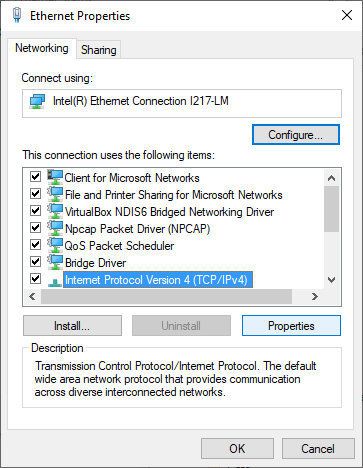 Ethernet Properties
Networking
Sharing
Connect using:
Intel(R) Ethernet Connection I217-LM
Configure...
This connection uses the following items:
Client for Microsoft Networks
File and Printer Sharing for Microsoft Networks
VirtualBox NDIS6 Bridged Networking Driver
Npcap Packet Driver (NPCAP)
QoS Packet Scheduler
Bridge Driver
Internet Protocol Version 4 (TCP/IPv4)
Install...
Uninstall
Properties
Description
Transmission Control Protocol/Internet Protocol. The default
wide area network protocol that provides communication
across diverse interconnected networks.
OK
Cancel